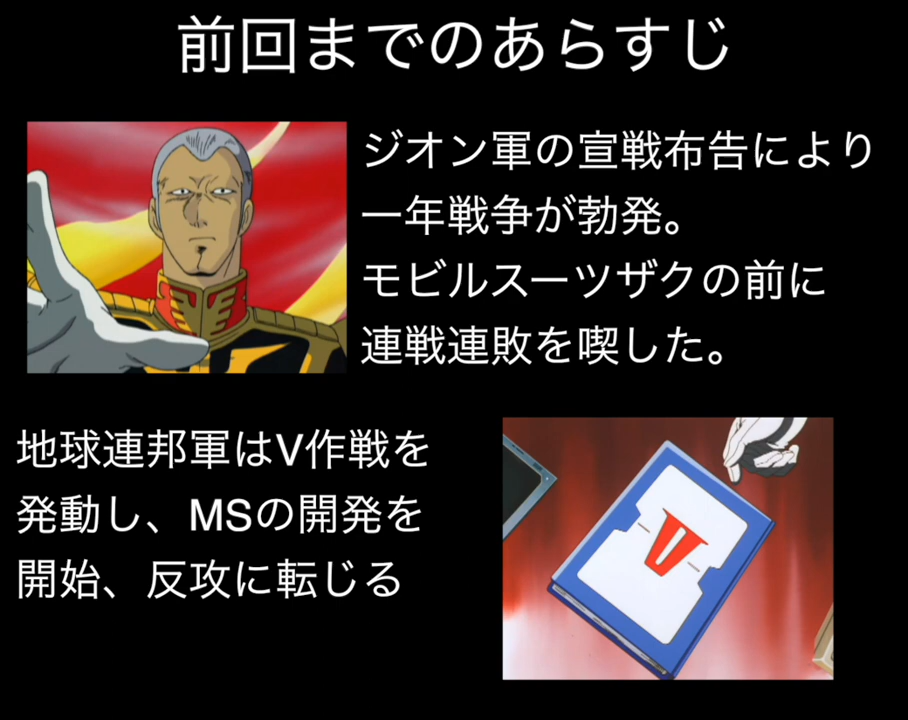 前回までのあらすじ
ジオン軍の宣戦布告により
一年戦争が勃発。
モビルスーツザクの前に
連戦連敗を喫した。
地球連邦軍はV作戦を
発動し、MSの開発を
開始、反攻に転じる
V